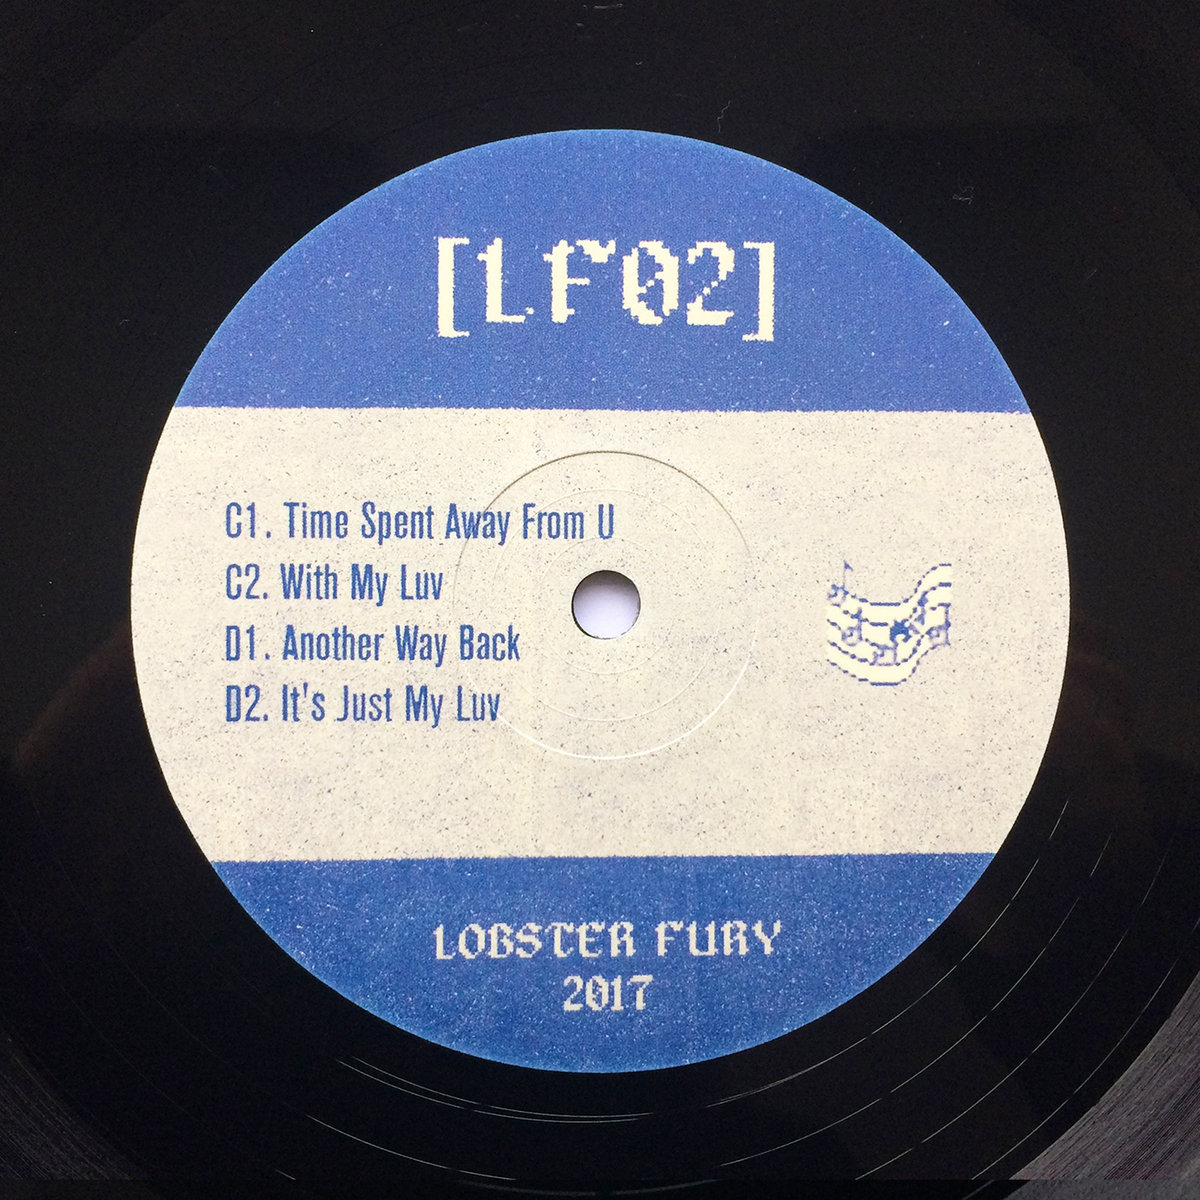 [LF02]
C1. Time Spent Away From U
C2. With My Luv
D1. Another Way Back
D2. It's Just My Luv
LOBSTER FURY
2017